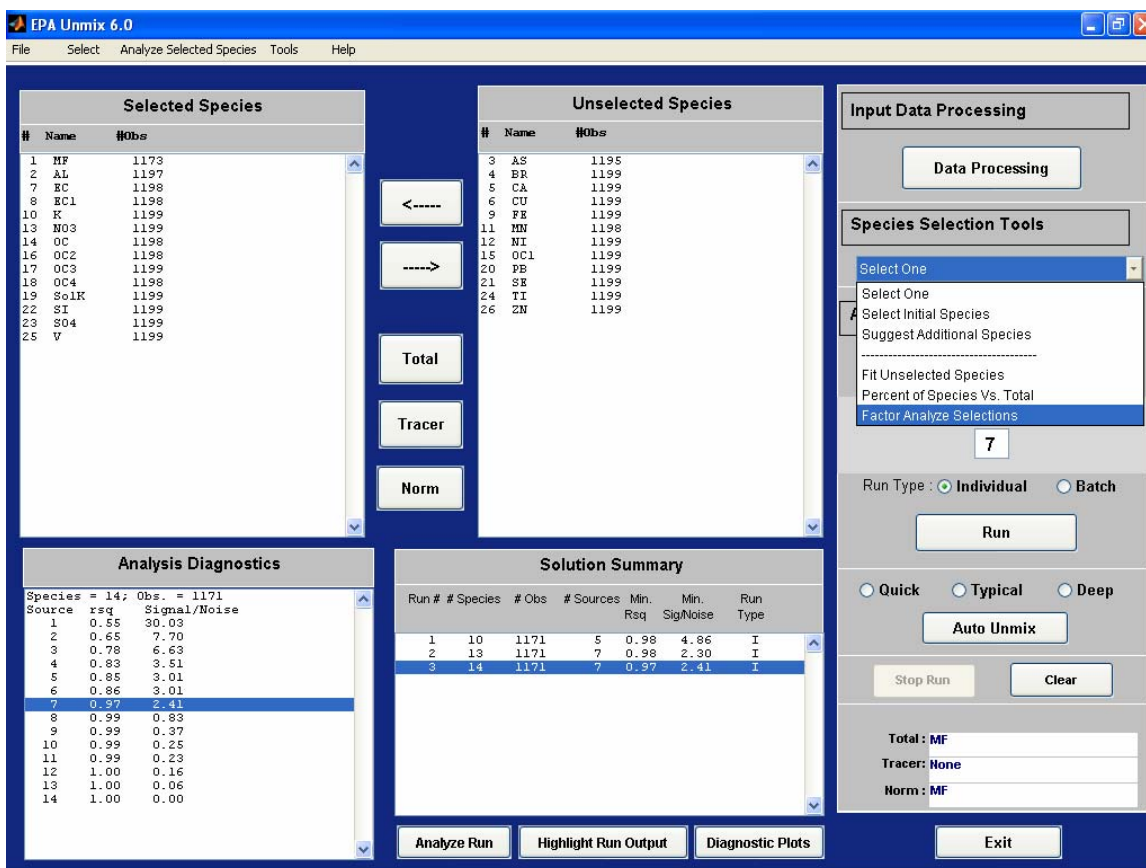 EPA Unmix 6.0
File Select Analyze Selected Species Tools Help
Selected Species
# Name #Obs
1 MF 1173
2 AL 1197
7 EC 1198
8 EC1 1198
10 K 1199
13 NO3 1199
14 OC 1198
16 OC2 1198
17 OC3 1199
18 OC4 1198
19 SolK 1199
22 SI 1199
23 SO4 1199
25 V 1199
<-----
----->
Total
Tracer
Norm
Unselected Species
# Name #Obs
3 AS 1195
4 BR 1199
5 CA 1199
6 CU 1199
9 FE 1199
11 MN 1198
12 NI 1199
15 OC1 1199
20 PB 1199
21 SE 1199
24 TI 1199
26 ZN 1199
Input Data Processing
Data Processing
Species Selection Tools
Select One
Select One
Select Initial Species
Suggest Additional Species
-------------------------------------
Fit Unselected Species
Percent of Species Vs. Total
Factor Analyze Selections
7
Run Type : Individual Batch
Run
Quick Typical Deep
Auto Unmix
Stop Run Clear
Total : MF
Tracer: None
Norm : MF
Exit
Analysis Diagnostics
Species = 14; Obs. = 1171
Source rsq Signal/Noise
1 0.55 30.03
2 0.65 7.70
3 0.78 6.63
4 0.83 3.51
5 0.85 3.01
6 0.86 3.01
7 0.97 2.41
8 0.99 0.83
9 0.99 0.37
10 0.99 0.25
11 0.99 0.23
12 1.00 0.16
13 1.00 0.06
14 1.00 0.00
Solution Summary
Run # # Species # Obs # Sources Min. Min. Run
Rsq Sig/Noise Type
1 10 1171 5 0.98 4.86 I
2 13 1171 7 0.98 2.30 I
3 14 1171 7 0.97 2.41 I
Analyze Run Highlight Run Output Diagnostic Plots